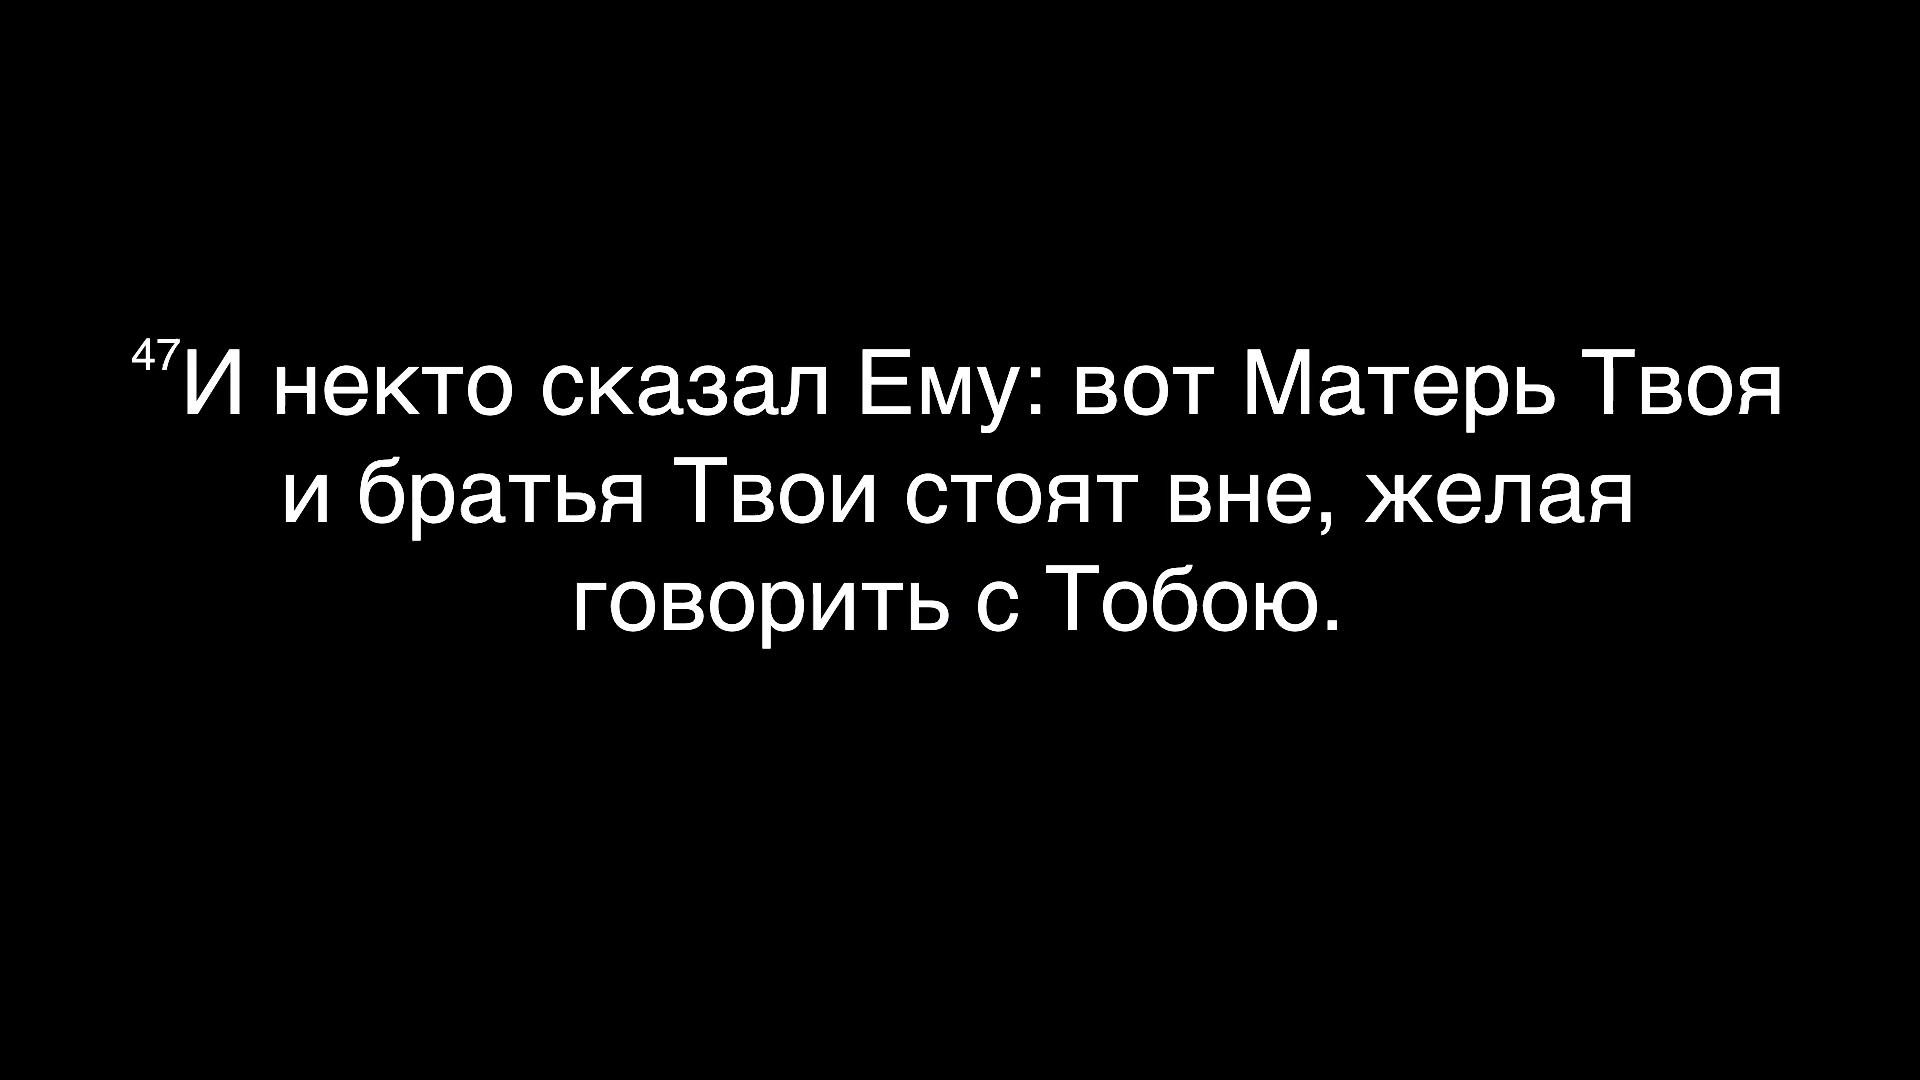 47И некто сказал Ему: вот Матерь Твоя
и братья Твои стоят вне, желая
говорить с Тобою.